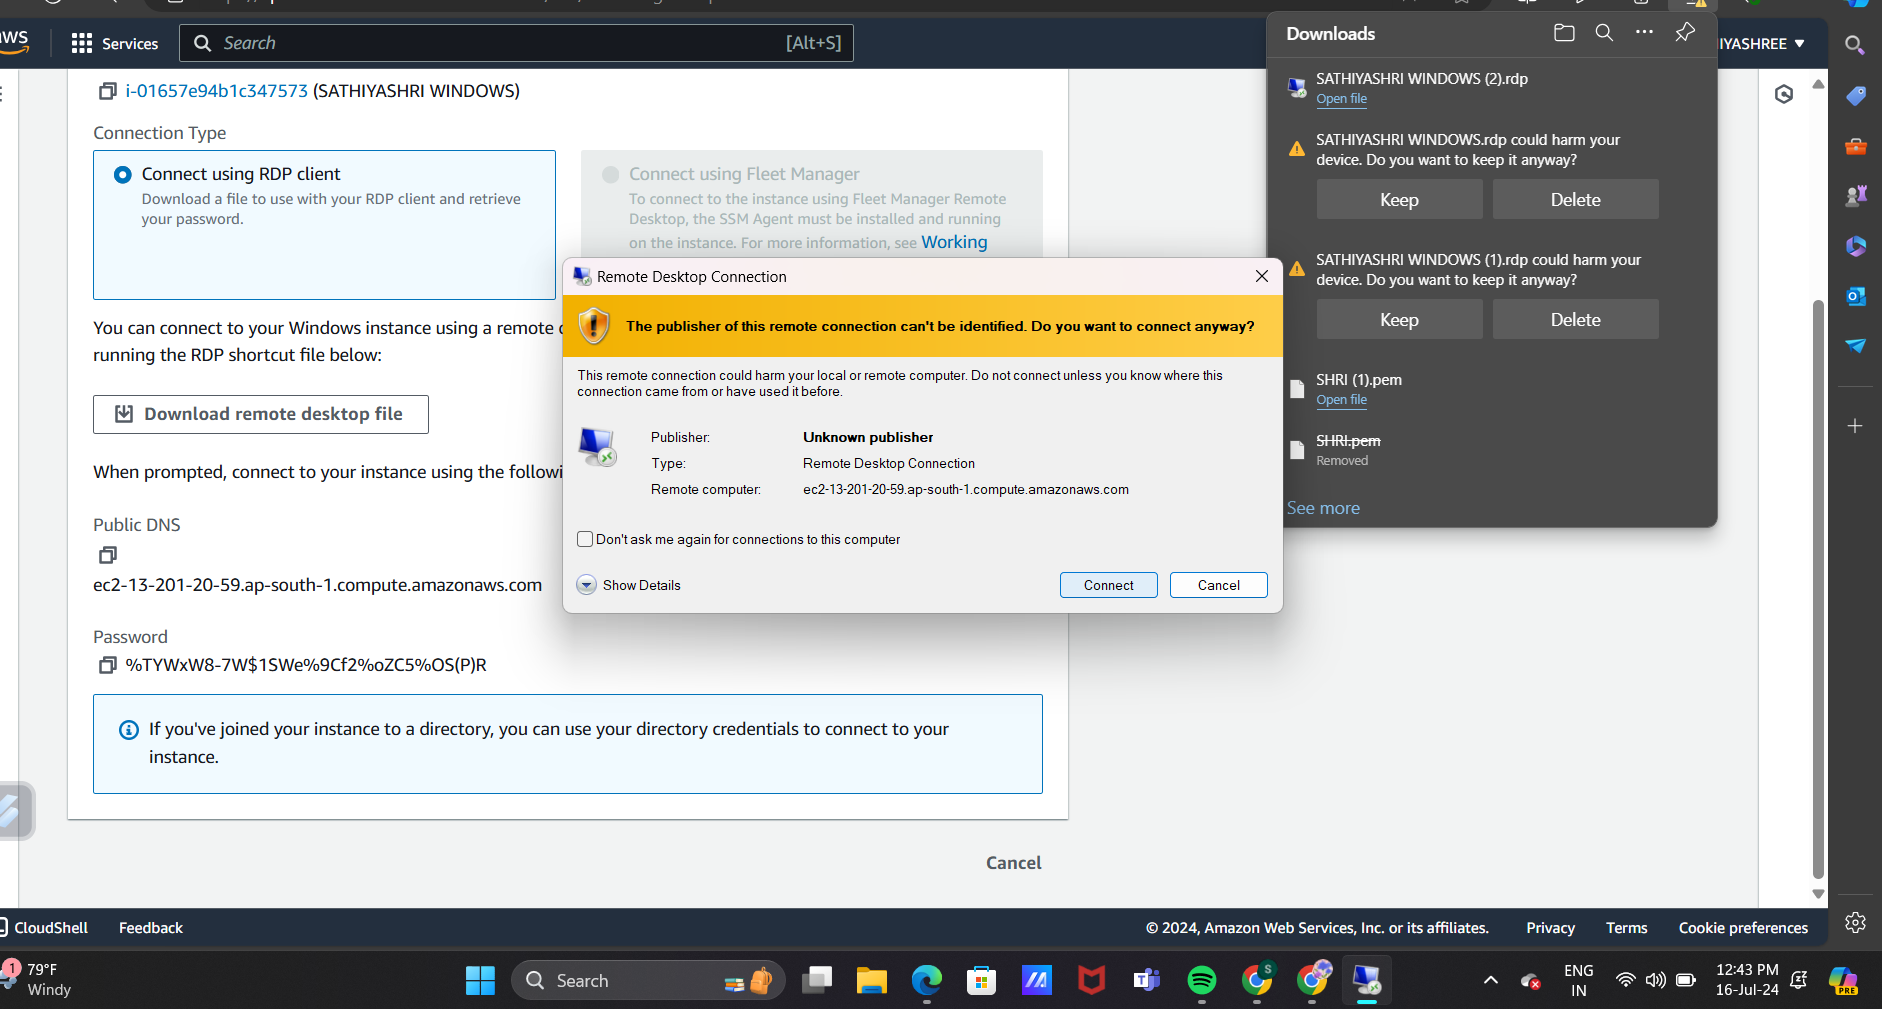 aws
Services
Search
[Alt+S]
IYASHREE
i-01657e94b1c347573 (SATHIYASHRI WINDOWS)
Connection Type
Connect using RDP client
Download a file to use with your RDP client and retrieve
your password.
Connect using Fleet Manager
To connect to the instance using Fleet Manager Remote
Desktop, the SSM Agent must be installed and running
on the instance. For more information, see Working
You can connect to your Windows instance using a remote
running the RDP shortcut file below:
Download remote desktop file
When prompted, connect to your instance using the followi
Public DNS
ec2-13-201-20-59.ap-south-1.compute.amazonaws.com
Password
%TYWxW8-7W$1SWe%9Cf2%oZC5%OS(P)R
If you've joined your instance to a directory, you can use your directory credentials to connect to your
instance.
Cancel
Remote Desktop Connection
The publisher of this remote connection can't be identified. Do you want to connect anyway?
This remote connection could harm your local or remote computer. Do not connect unless you know where this
connection came from or have used it before.
Publisher: Unknown publisher
Type: Remote Desktop Connection
Remote computer: ec2-13-201-20-59.ap-south-1.compute.amazonaws.com
Don't ask me again for connections to this computer
Show Details
Connect
Cancel
Downloads
SATHIYASHRI WINDOWS (2).rdp
Open file
SATHIYASHRI WINDOWS.rdp could harm your
device. Do you want to keep it anyway?
Keep
Delete
SATHIYASHRI WINDOWS (1).rdp could harm your
device. Do you want to keep it anyway?
Keep
Delete
SHRI (1).pem
Open file
SHRI.pem
Removed
See more
CloudShell
Feedback
© 2024, Amazon Web Services, Inc. or its affiliates.
Privacy
Terms
Cookie preferences
1
79°F
Windy
Search
S
ENG
IN
12:43 PM
16-Jul-24
PRE